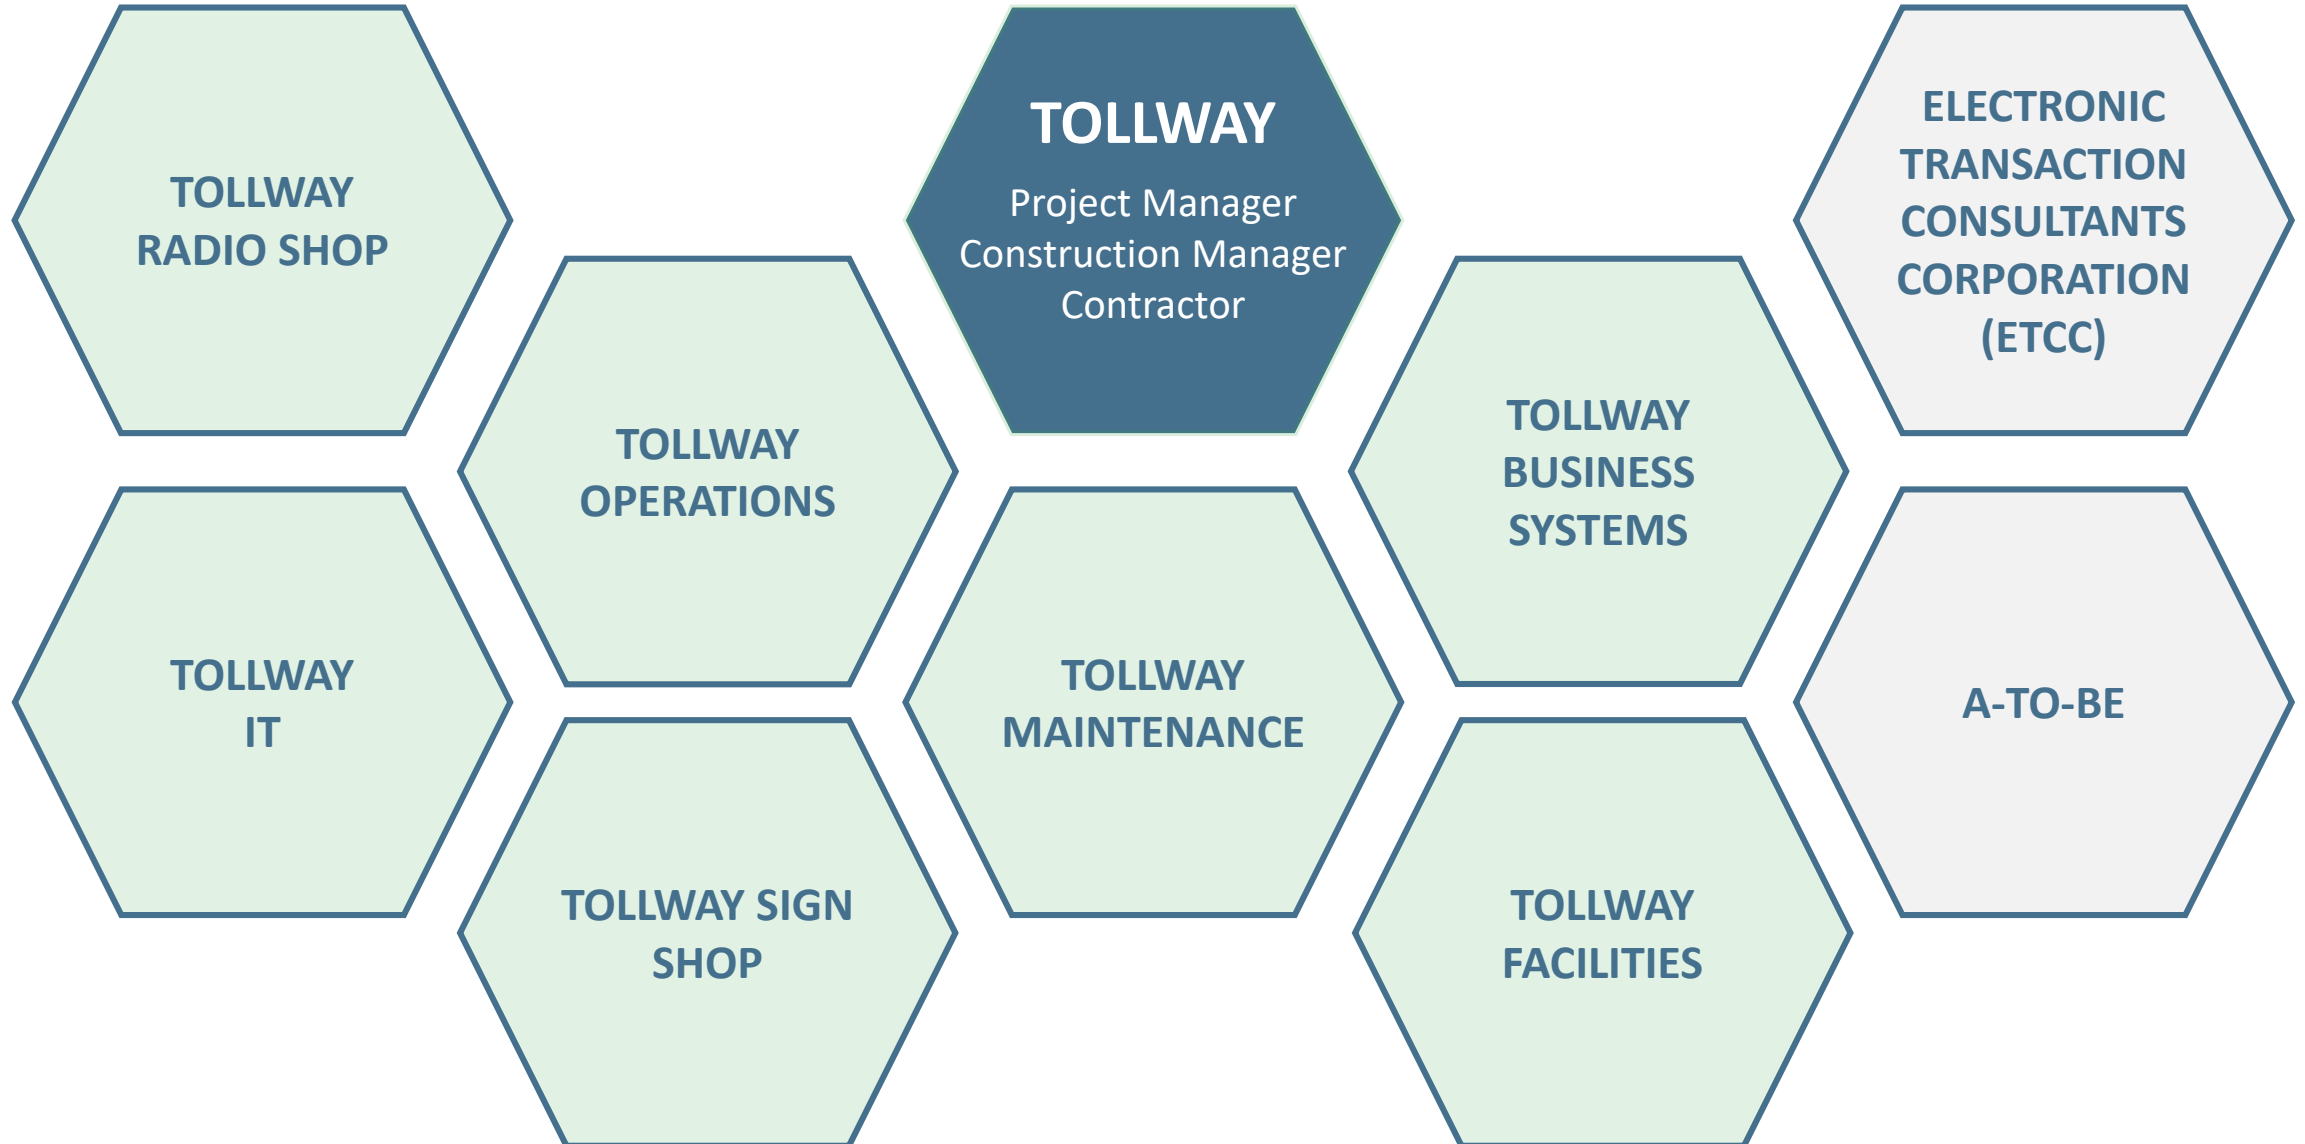 TOLLWAY
RADIO SHOP
TOLLWAY
Project Manager
Construction Manager
Contractor
ELECTRONIC
TRANSACTION
CONSULTANTS
CORPORATION
(ETCC)
TOLLWAY
OPERATIONS
TOLLWAY
BUSINESS
SYSTEMS
TOLLWAY
IT
TOLLWAY
MAINTENANCE
A-TO-BE
TOLLWAY SIGN
SHOP
TOLLWAY
FACILITIES